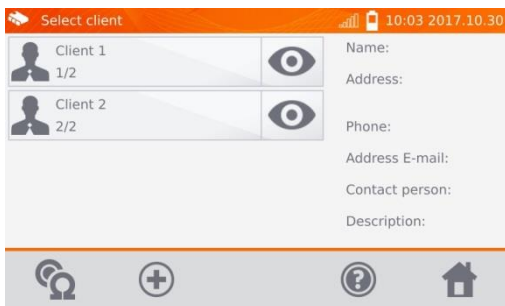 Select client
10:03 2017.10.30
Client 1
1/2
Client 2
2/2
Name:
Address:
Phone:
Address E-mail:
Contact person:
Description:
Ω
?